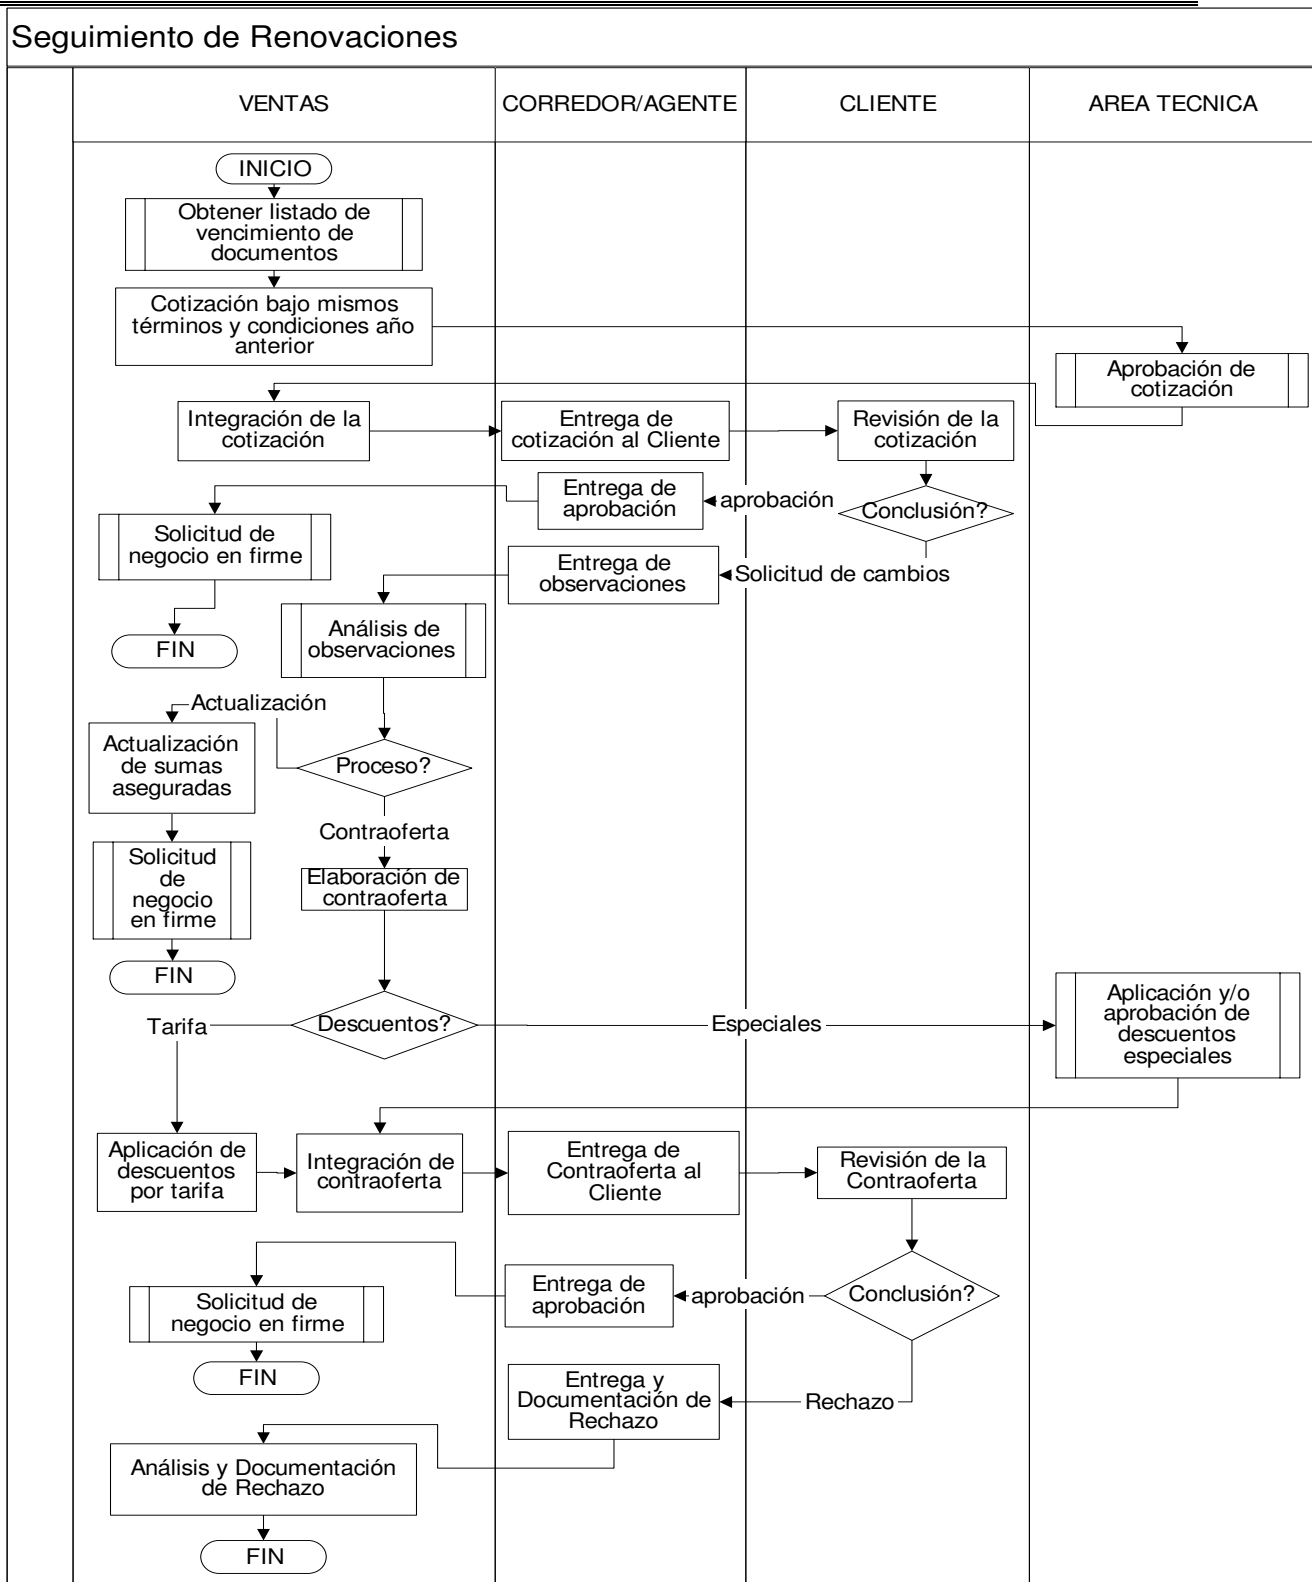 Seguimiento de Renovaciones
VENTAS
CORREDOR/AGENTE
CLIENTE
AREA TECNICA
INICIO
Obtener listado de
vencimiento de
documentos
Cotización bajo mismos
términos y condiciones año
anterior
Aprobación de
cotización
Integración de la
cotización
Entrega de
cotización al Cliente
Revisión de la
cotización
Conclusión?
aprobación
Entrega de
aprobación
Solicitud de
negocio en firme
FIN
Solicitud de cambios
Entrega de
observaciones
Análisis de
observaciones
Proceso?
Actualización
Actualización
de sumas
aseguradas
Solicitud
de
negocio
en firme
FIN
Contraoferta
Elaboración de
contraoferta
Descuentos?
Tarifa
Especiales
Aplicación y/o
aprobación de
descuentos
especiales
Aplicación de
descuentos
por tarifa
Integración de
contraoferta
Entrega de
Contraoferta al
Cliente
Revisión de la
Contraoferta
Conclusión?
aprobación
Entrega de
aprobación
Solicitud de
negocio en firme
FIN
Rechazo
Entrega y
Documentación de
Rechazo
Análisis y Documentación
de Rechazo
FIN